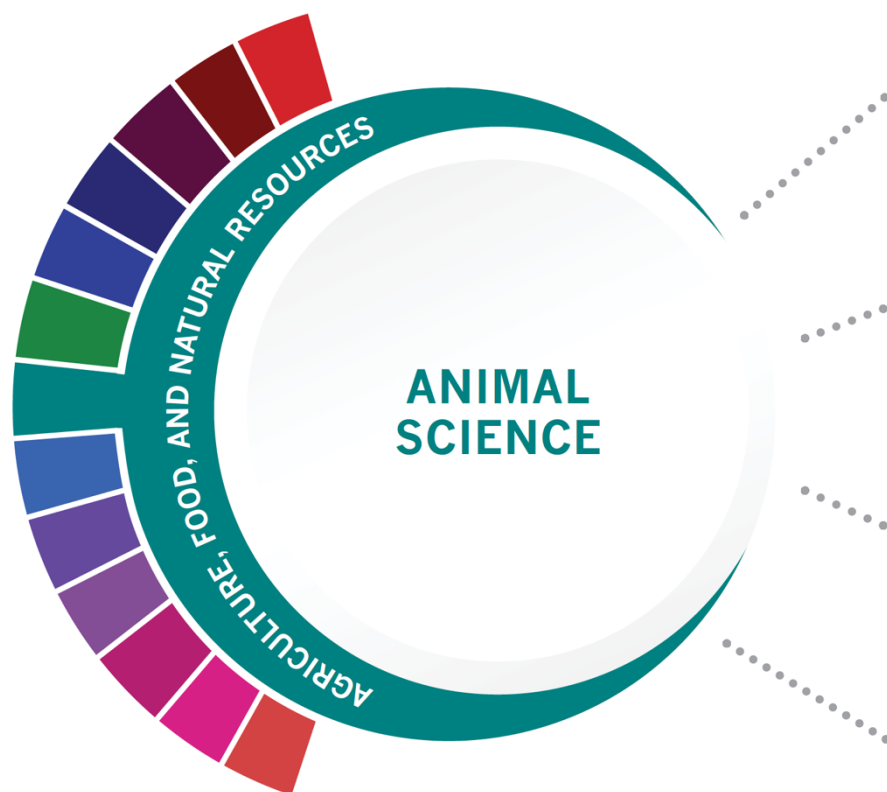 AGRICULTURE, FOOD, AND NATURAL RESOURCES
ANIMAL
SCIENCE